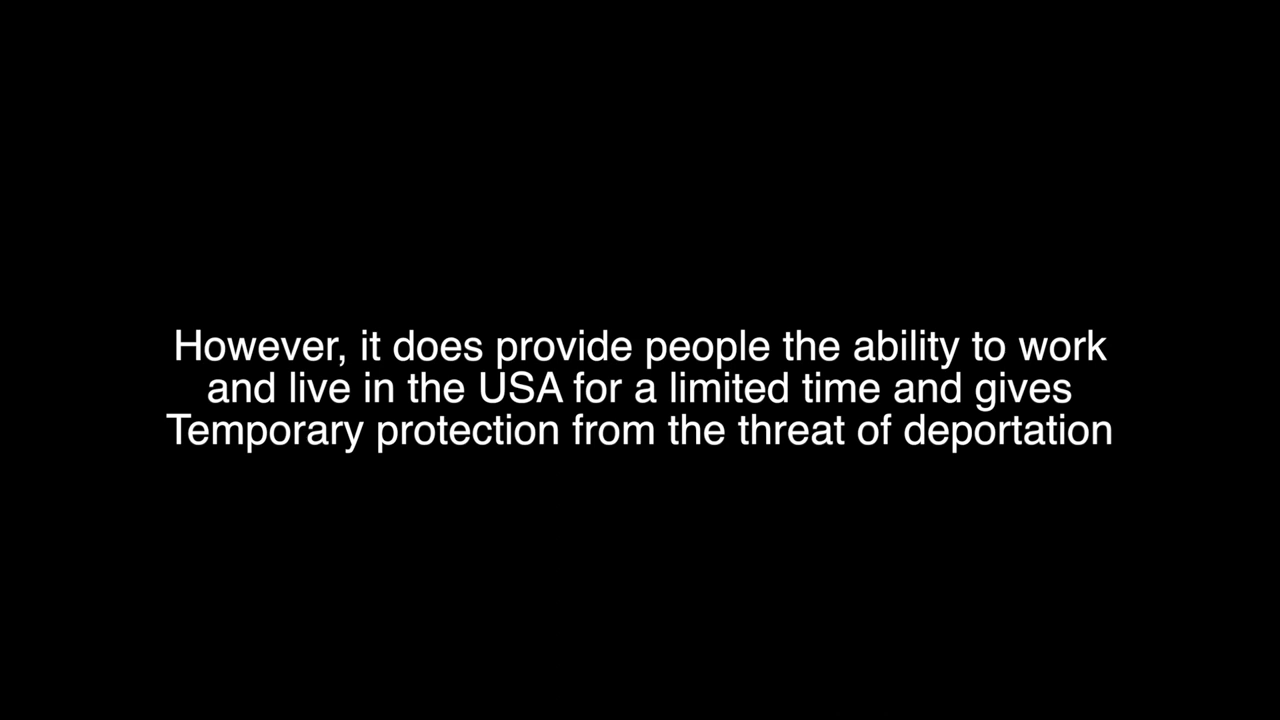 However, it does provide people the ability to work
and live in the USA for a limited time and gives
Temporary protection from the threat of deportation